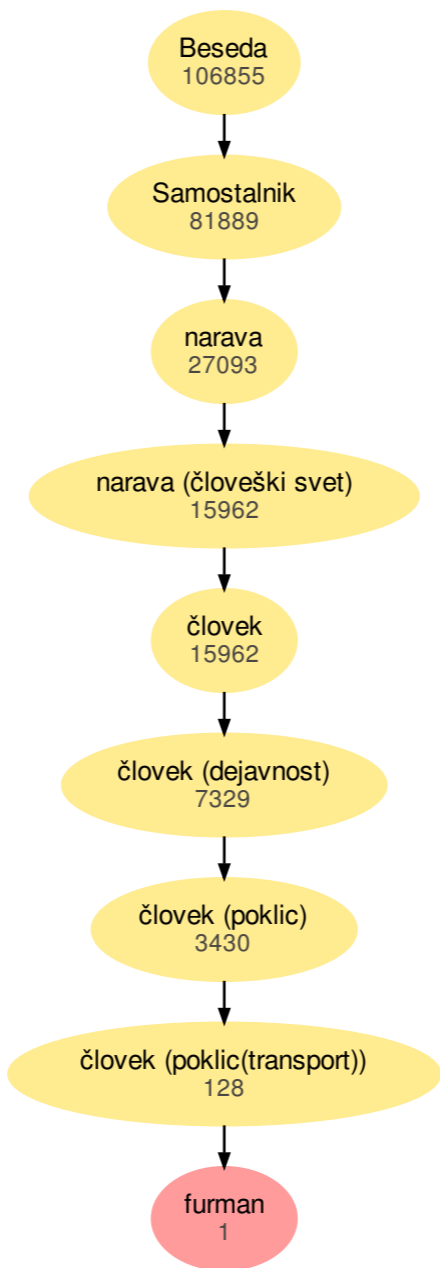 Beseda
106855
Samostalnik
81889
narava
27093
narava (človeški svet)
15962
človek
15962
človek (dejavnost)
7329
človek (poklic)
3430
človek (poklic(transport))
128
furman
1